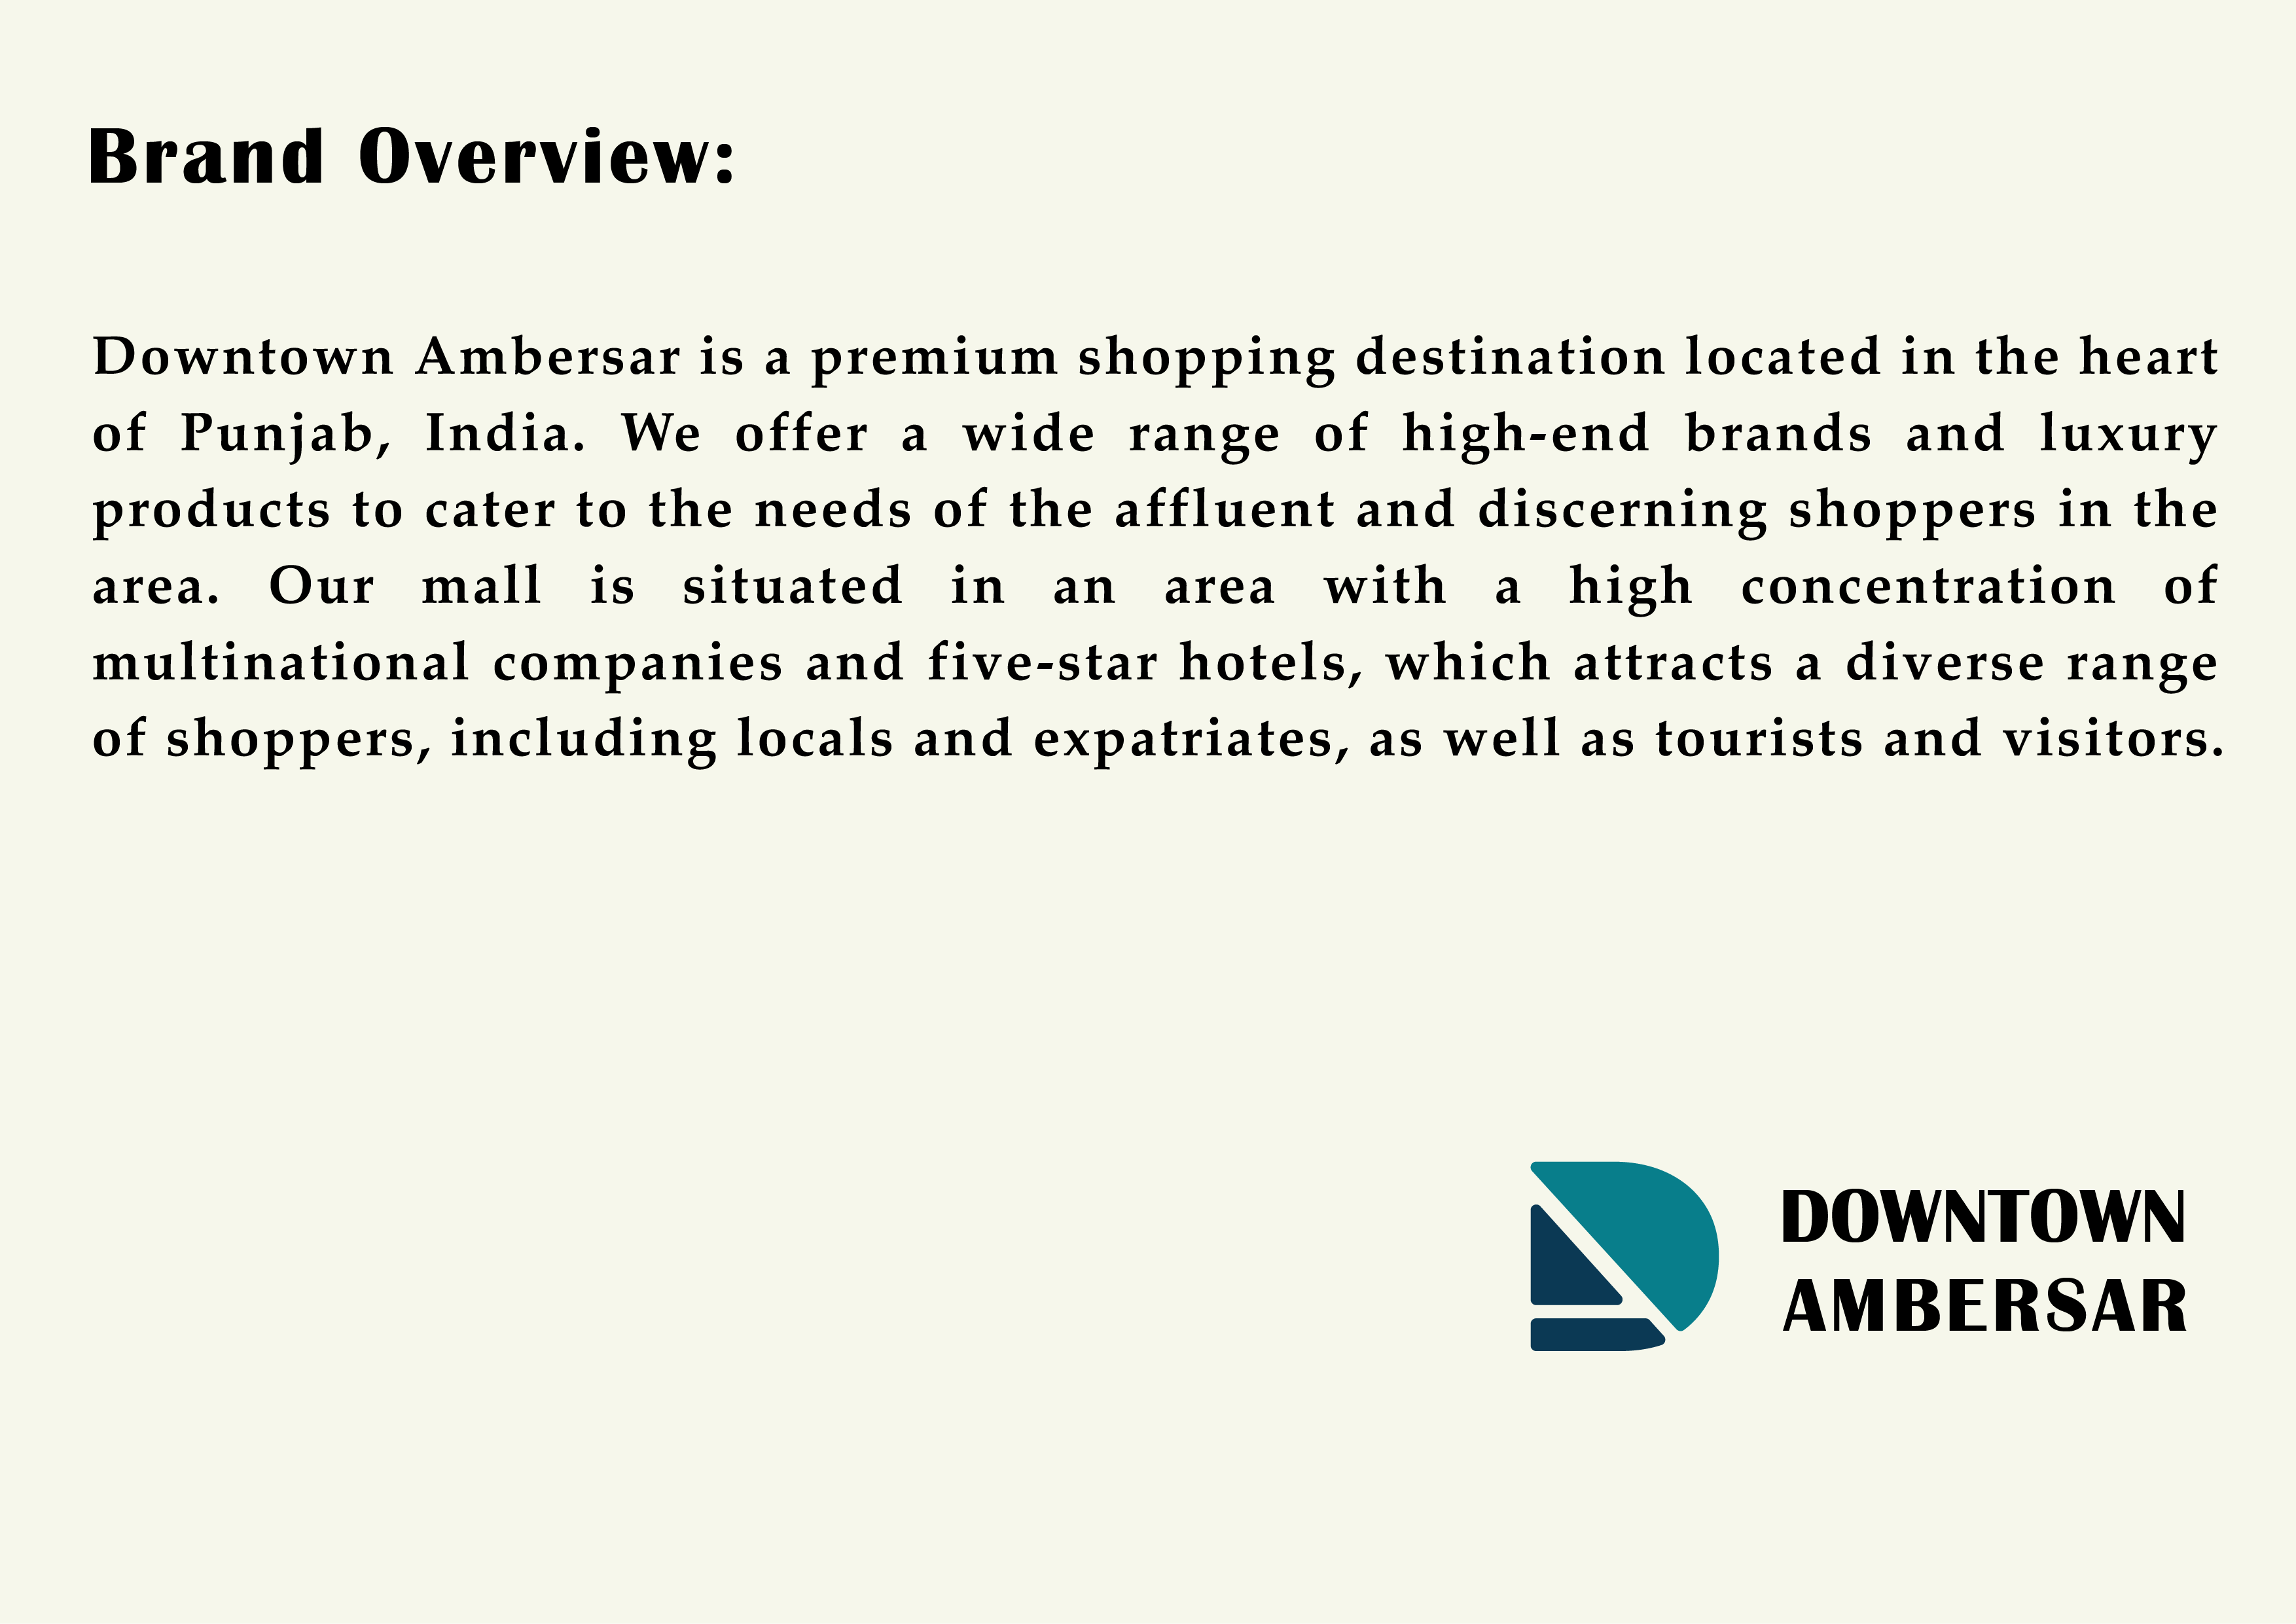 Brand Overview:
Downtown Ambersar is a premium shopping destination located in the heart
of Punjab, India. We offer a wide range of high-end brands and luxury
products to cater to the needs of the affluent and discerning shoppers in the
area. Our mall is situated in an area with a high concentration of
multinational companies and five-star hotels, which attracts a diverse range
of shoppers, including locals and expatriates, as well as tourists and visitors.
DOWNTOWN
AMBERSAR